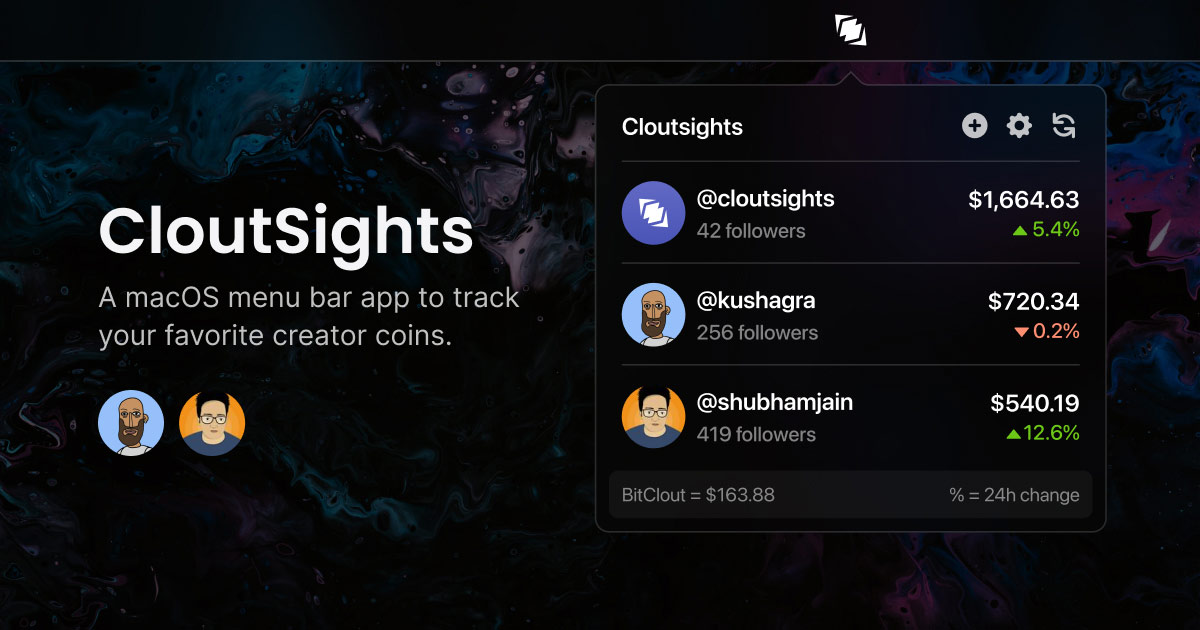 CloutSights
A macOS menu bar app to track
your favorite creator coins.
Cloutsights
@cloutsights
$1,664.63
42 followers
5.4%
@kushagra
$720.34
256 followers
0.2%
@shubhamjain
$540.19
419 followers
12.6%
BitClout = $163.88
% = 24h change